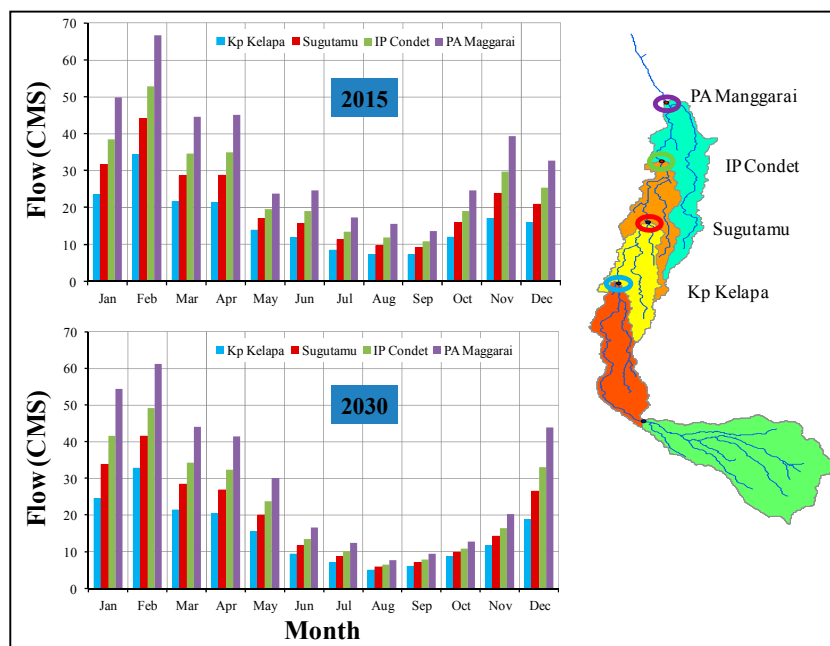 70
60
50
40
30
20
10
0
Flow (CMS)
Kp Kelapa Sugutamu IP Condet PA Maggarai
2015
Jan Feb Mar Apr May Jun Jul Aug Sep Oct Nov Dec
70
60
50
40
30
20
10
0
Flow (CMS)
Kp Kelapa Sugutamu IP Condet PA Maggarai
2030
Jan Feb Mar Apr May Jun Jul Aug Sep Oct Nov Dec
Month
PA Manggarai
IP Condet
Sugutamu
Kp Kelapa